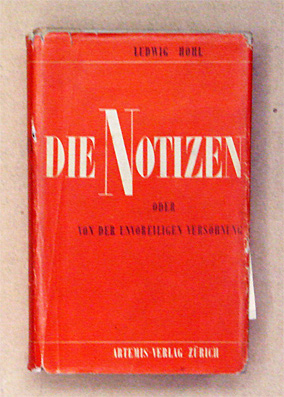 LUDWIG HOHL
DIE NOTIZEN
ODER
VON DER UNVOREILIGEN VERSÖHNUNG
ARTEMIS-VERLAG ZÜRICH